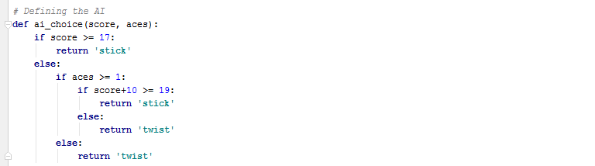 # Defining the AI
def ai_choice(score, aces):
    if score >= 17:
        return 'stick'
    else:
        if aces >= 1:
            if score+10 >= 19:
                return 'stick'
            else:
                return 'twist'
        else:
            return 'twist'